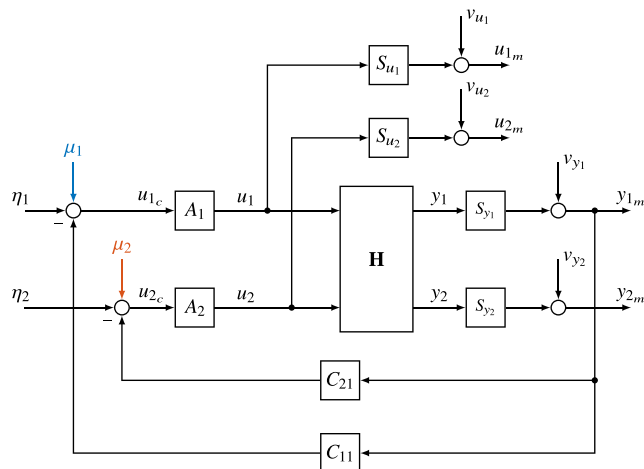 v_{u_1}
S_{u_1} u_{1_m}
v_{u_2}
S_{u_2} u_{2_m}
μ_1 v_{y_1}
η_1 u_{1_c} A_1 u_1 y_1 S_{y_1} y_{1_m}
−
H
μ_2 v_{y_2}
η_2 u_{2_c} A_2 u_2 y_2 S_{y_2} y_{2_m}
−
C_{21}
C_{11}